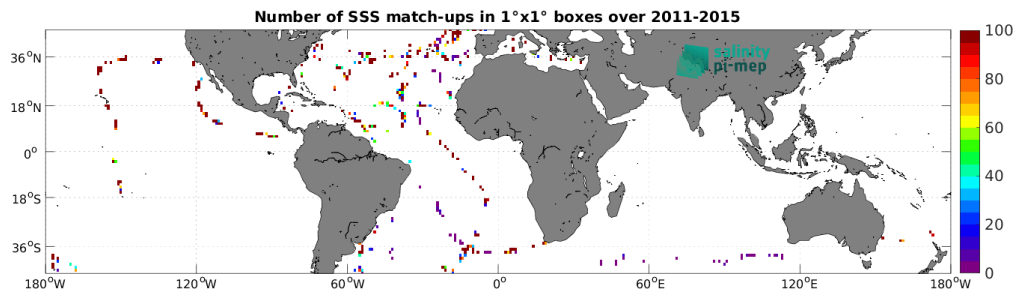 Number of SSS match-ups in 1°x1° boxes over 2011-2015
salinity
pi-mep
36°N
18°N
0°
18°S
36°S
180°W
120°W
60°W
0°
60°E
120°E
180°W
100
80
60
40
20
0